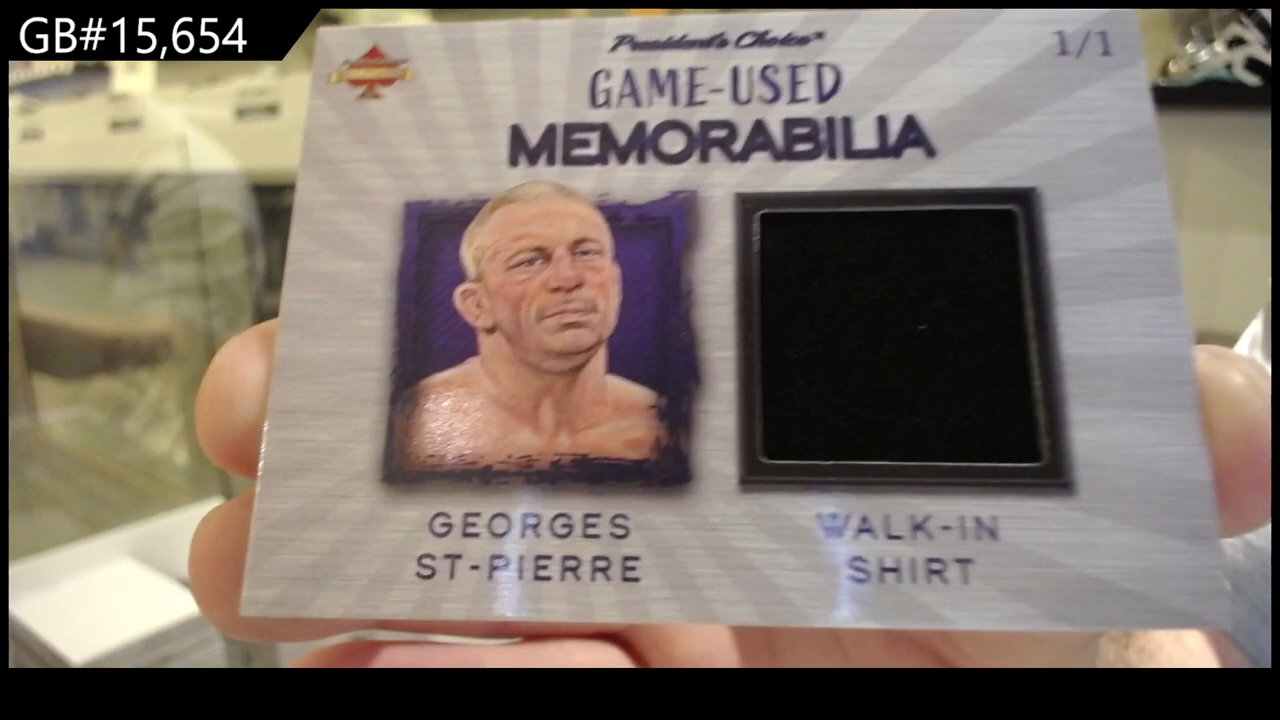 GB#15,654
President's Choice®
1/1
GAME-USED
MEMORABILIA
GEORGES
ST-PIERRE
WALK-IN
SHIRT